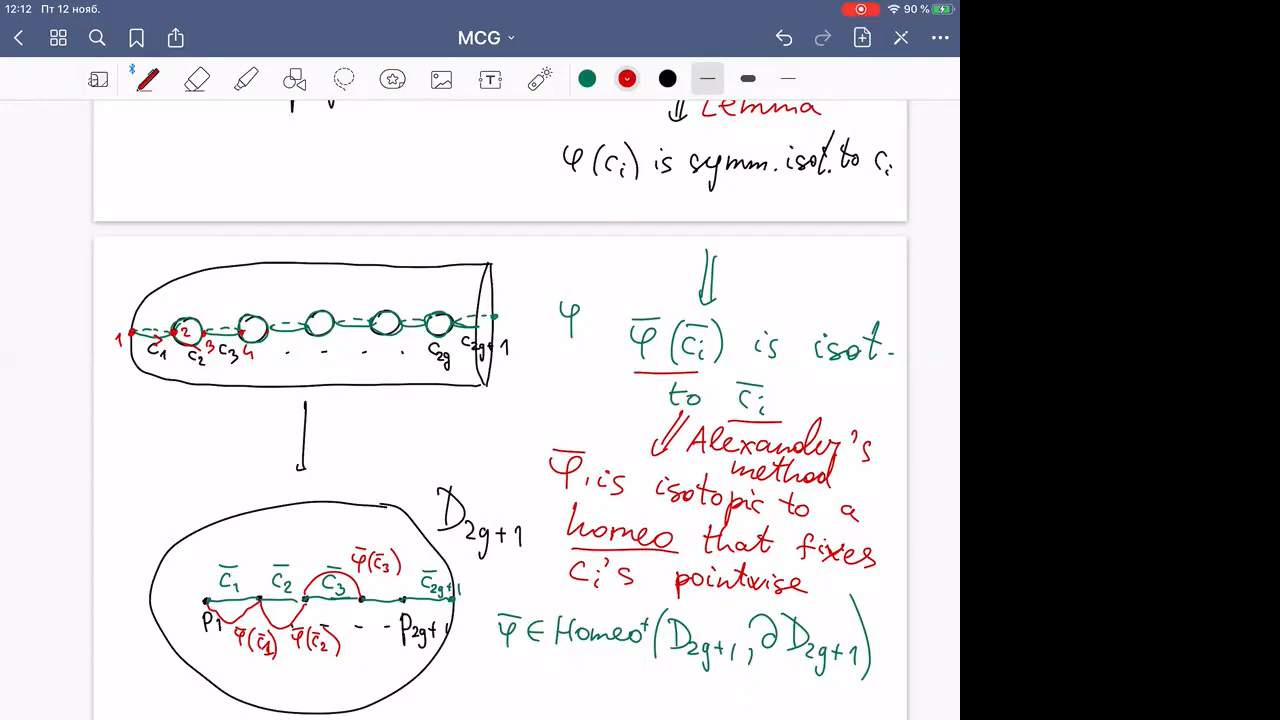 12:12 Пт 12 нояб.
90 %
MCG
T
⇓ Lemma
φ(cᵢ) is symm. isot. to cᵢ
⇓
φ
φ̄(c̄ᵢ) is isot.
to c̄ᵢ
⇓ Alexander's
method
φ̄ is isotopic to a
homeo that fixes
cᵢ's pointwise
φ̄ ∈ Homeo⁺(D₂g₊₁, ∂D₂g₊₁)
1 2 3 4
c₁ c₂ c₃ . . . . c₂g c₂g₊₁
D₂g₊₁
φ̄(c̄₃)
c̄₁ c̄₂ c̄₃ c̄₂g₊₁
p₁ - - - p₂g₊₁
φ̄(c̄₁) φ̄(c̄₂)